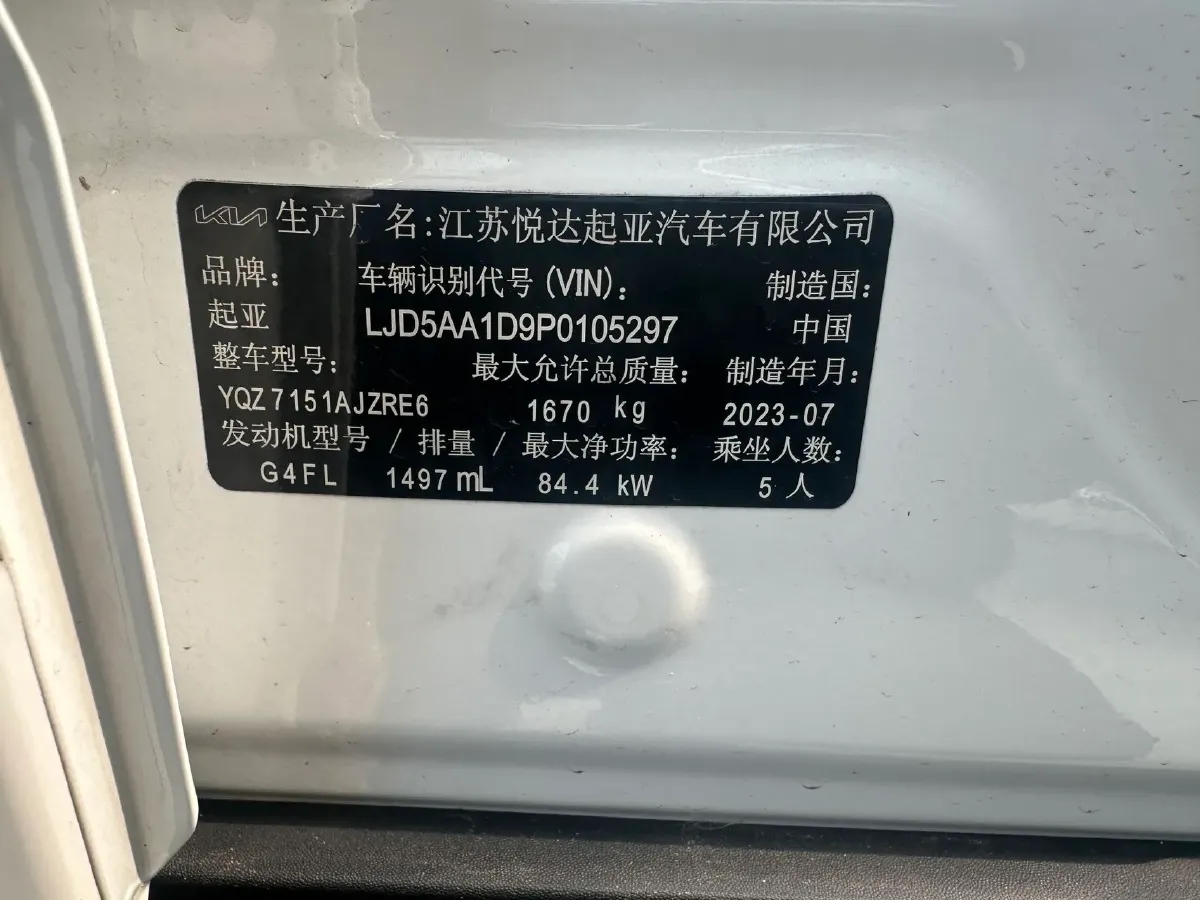 KIA 生产厂名:江苏悦达起亚汽车有限公司
品牌: 车辆识别代号(VIN): 制造国:
起亚 LJD5AA1D9P0105297 中国
整车型号: 最大允许总质量: 制造年月:
YQZ7151AJZRE6 1670 kg 2023-07
发动机型号 / 排量 / 最大净功率: 乘坐人数:
G4FL 1497 mL 84.4 kW 5 人